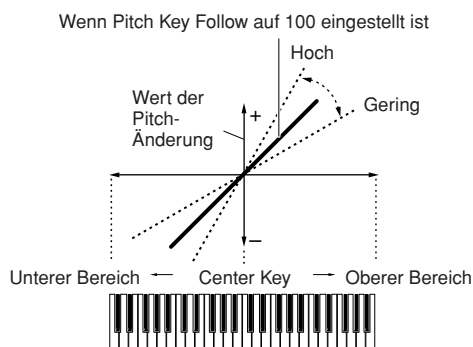 Wenn Pitch Key Follow auf 100 eingestellt ist
Hoch
Gering
Wert der
Pitch-
Änderung
+
–
Unterer Bereich
Center Key
Oberer Bereich